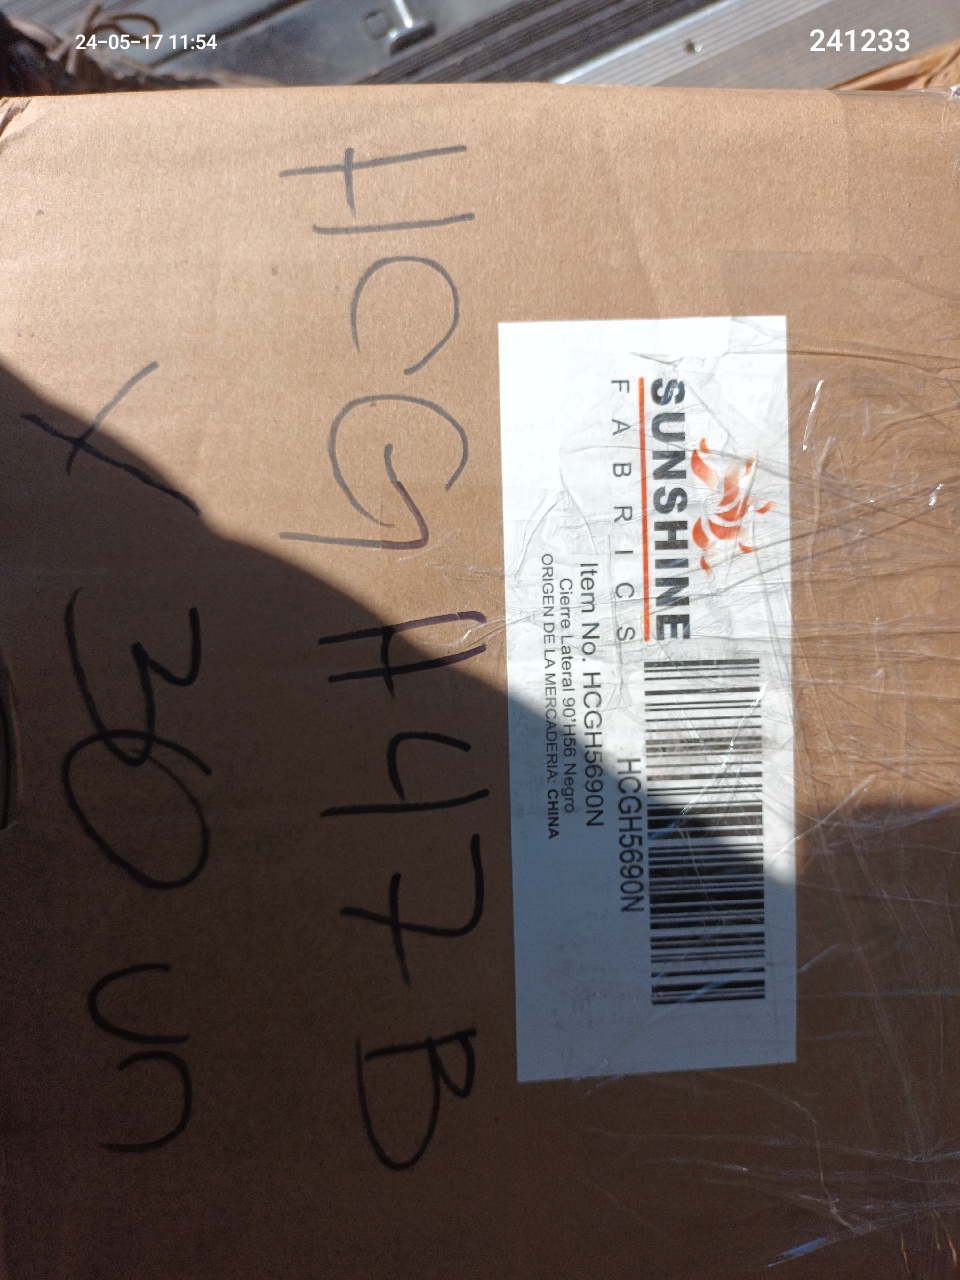 24-05-17 11:54
241233
HCG H47B
X 30 un
SUNSHINE
FABRICS
HCGH5690N
Item No. HCGH5690N
Cierre Lateral 90'H56 Negro
ORIGEN DE LA MERCADERIA: CHINA